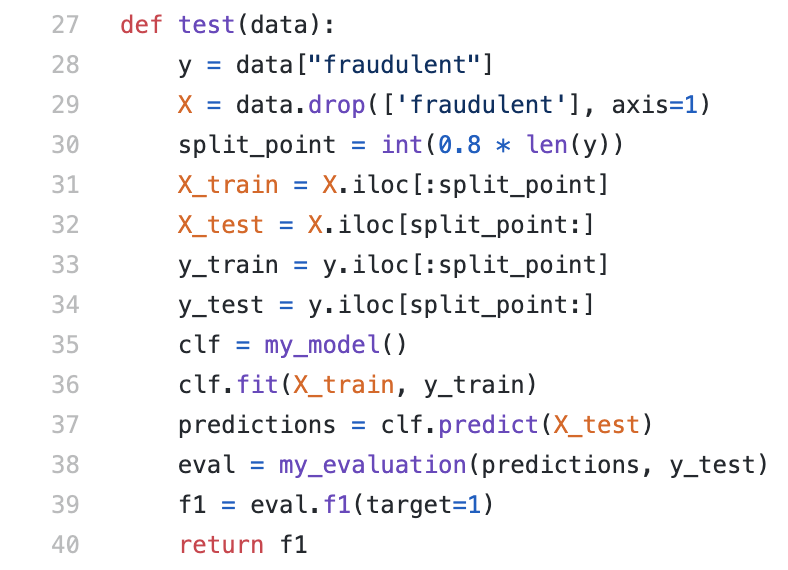 27 def test(data):
28     y = data["fraudulent"]
29     X = data.drop(['fraudulent'], axis=1)
30     split_point = int(0.8 * len(y))
31     X_train = X.iloc[:split_point]
32     X_test = X.iloc[split_point:]
33     y_train = y.iloc[:split_point]
34     y_test = y.iloc[split_point:]
35     clf = my_model()
36     clf.fit(X_train, y_train)
37     predictions = clf.predict(X_test)
38     eval = my_evaluation(predictions, y_test)
39     f1 = eval.f1(target=1)
40     return f1